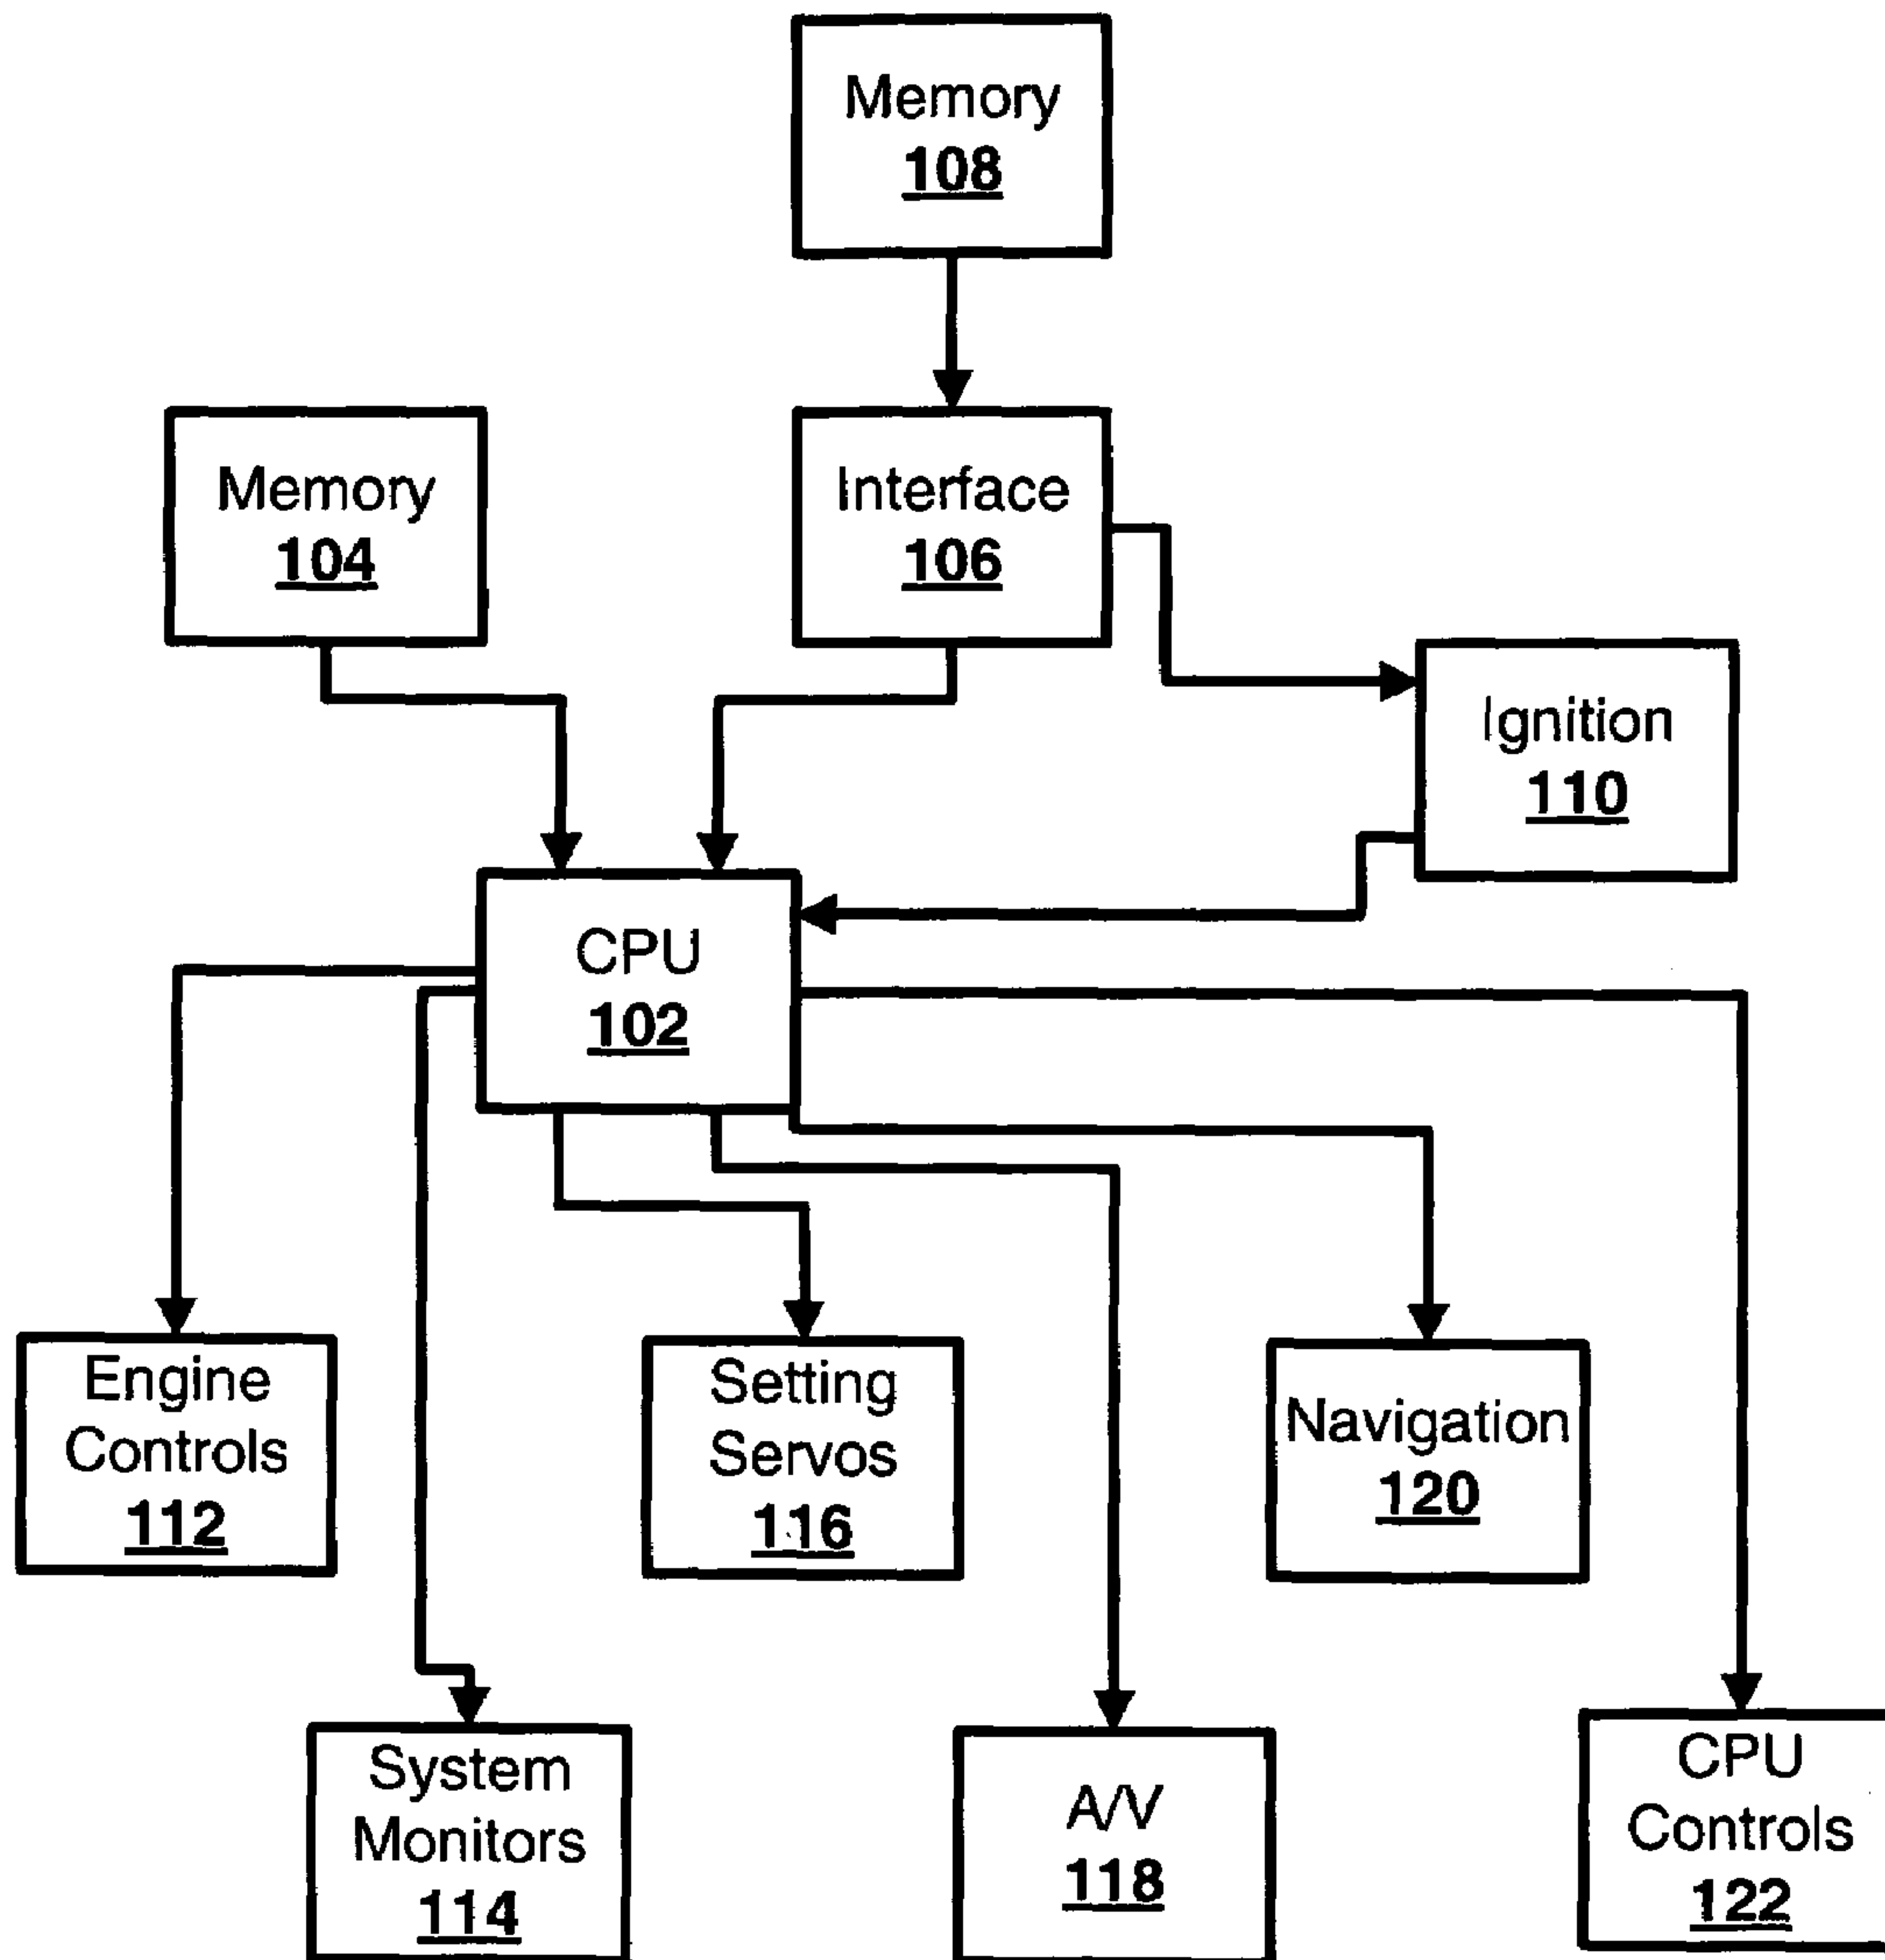 Memory
108
Memory
104
Interface
106
Ignition
110
CPU
102
Engine
Controls
112
Setting
Servos
116
Navigation
120
System
Monitors
114
A/V
118
CPU
Controls
122